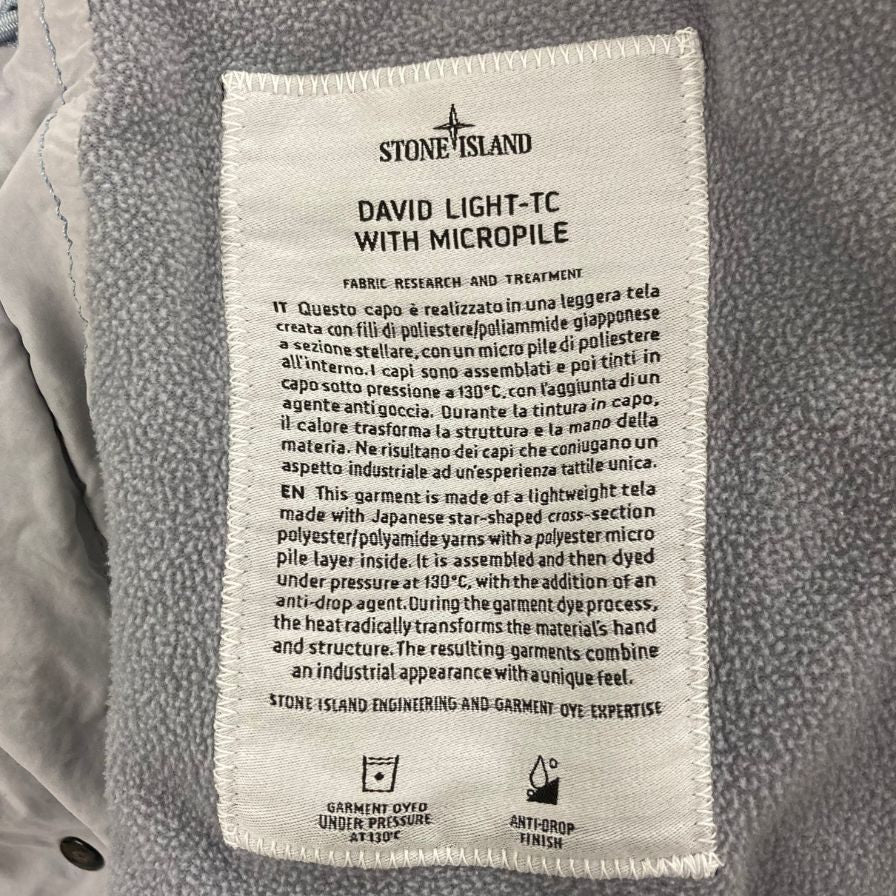 STONE ISLAND
DAVID LIGHT-TC
WITH MICROPILE
FABRIC RESEARCH AND TREATMENT
IT Questo capo è realizzato in una leggera tela
creata con fili di poliestere/poliammide giapponese
a sezione stellare, con un micro pile di poliestere
all'interno. I capi sono assemblati e poi tinti in
capo sotto pressione a 130°C, con l'aggiunta di un
agente antigoccia. Durante la tintura in capo,
il calore trasforma la struttura e la mano della
materia. Ne risultano dei capi che coniugano un
aspetto industriale ad un'esperienza tattile unica.
EN This garment is made of a lightweight tela
made with Japanese star-shaped cross-section
polyester/polyamide yarns with a polyester micro
pile layer inside. It is assembled and then dyed
under pressure at 130°C, with the addition of an
anti-drop agent. During the garment dye process,
the heat radically transforms the material's hand
and structure. The resulting garments combine
an industrial appearance with a unique feel.
STONE ISLAND ENGINEERING AND GARMENT DYE EXPERTISE
GARMENT DYED
UNDER PRESSURE
AT 130°C
ANTI-DROP
FINISH